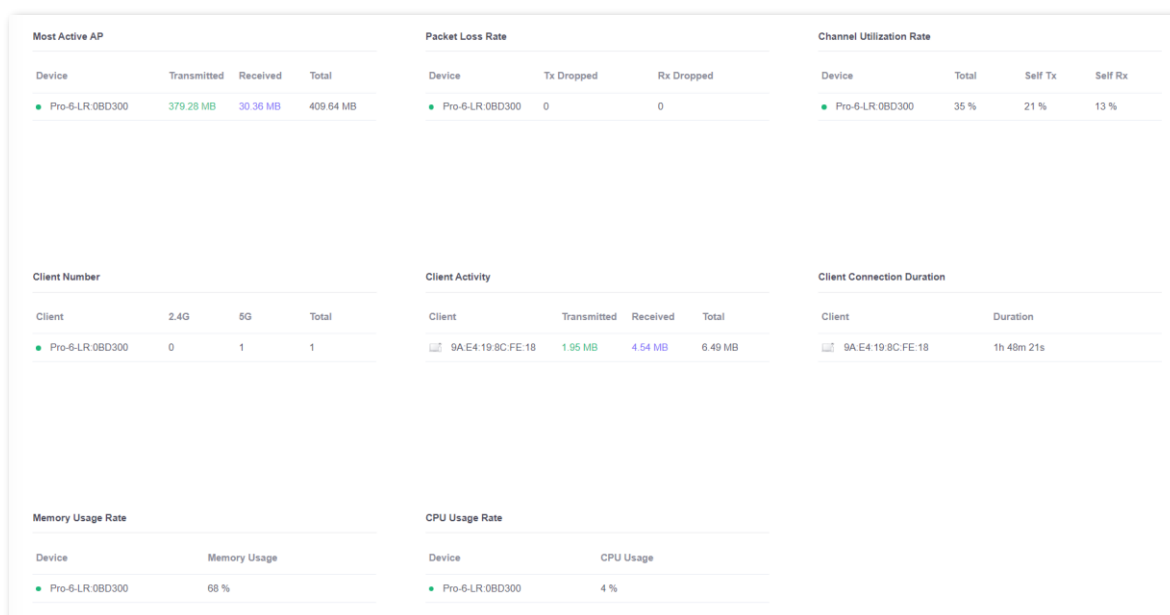 Most Active AP
Device Transmitted Received Total
Pro-6-LR:0BD300 379.28 MB 30.36 MB 409.64 MB
Packet Loss Rate
Device Tx Dropped Rx Dropped
Pro-6-LR:0BD300 0 0
Channel Utilization Rate
Device Total Self Tx Self Rx
Pro-6-LR:0BD300 35 % 21 % 13 %
Client Number
Client 2.4G 5G Total
Pro-6-LR:0BD300 0 1 1
Client Activity
Client Transmitted Received Total
9A:E4:19:8C:FE:18 1.95 MB 4.54 MB 6.49 MB
Client Connection Duration
Client Duration
9A:E4:19:8C:FE:18 1h 48m 21s
Memory Usage Rate
Device Memory Usage
Pro-6-LR:0BD300 68 %
CPU Usage Rate
Device CPU Usage
Pro-6-LR:0BD300 4 %